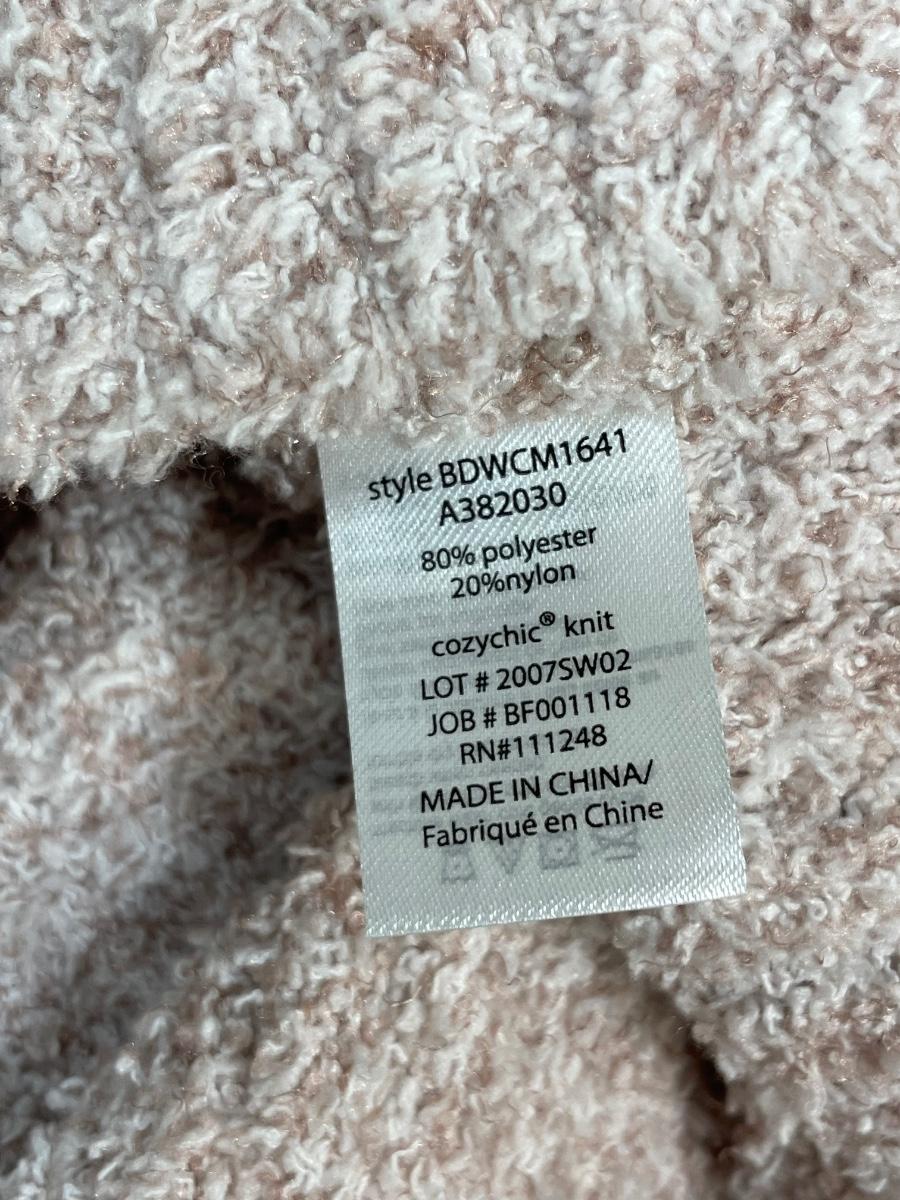 style BDWCM1641
A382030
80% polyester
20%nylon
cozychic® knit
LOT # 2007SW02
JOB # BF001118
RN#111248
MADE IN CHINA/
Fabriqué en Chine